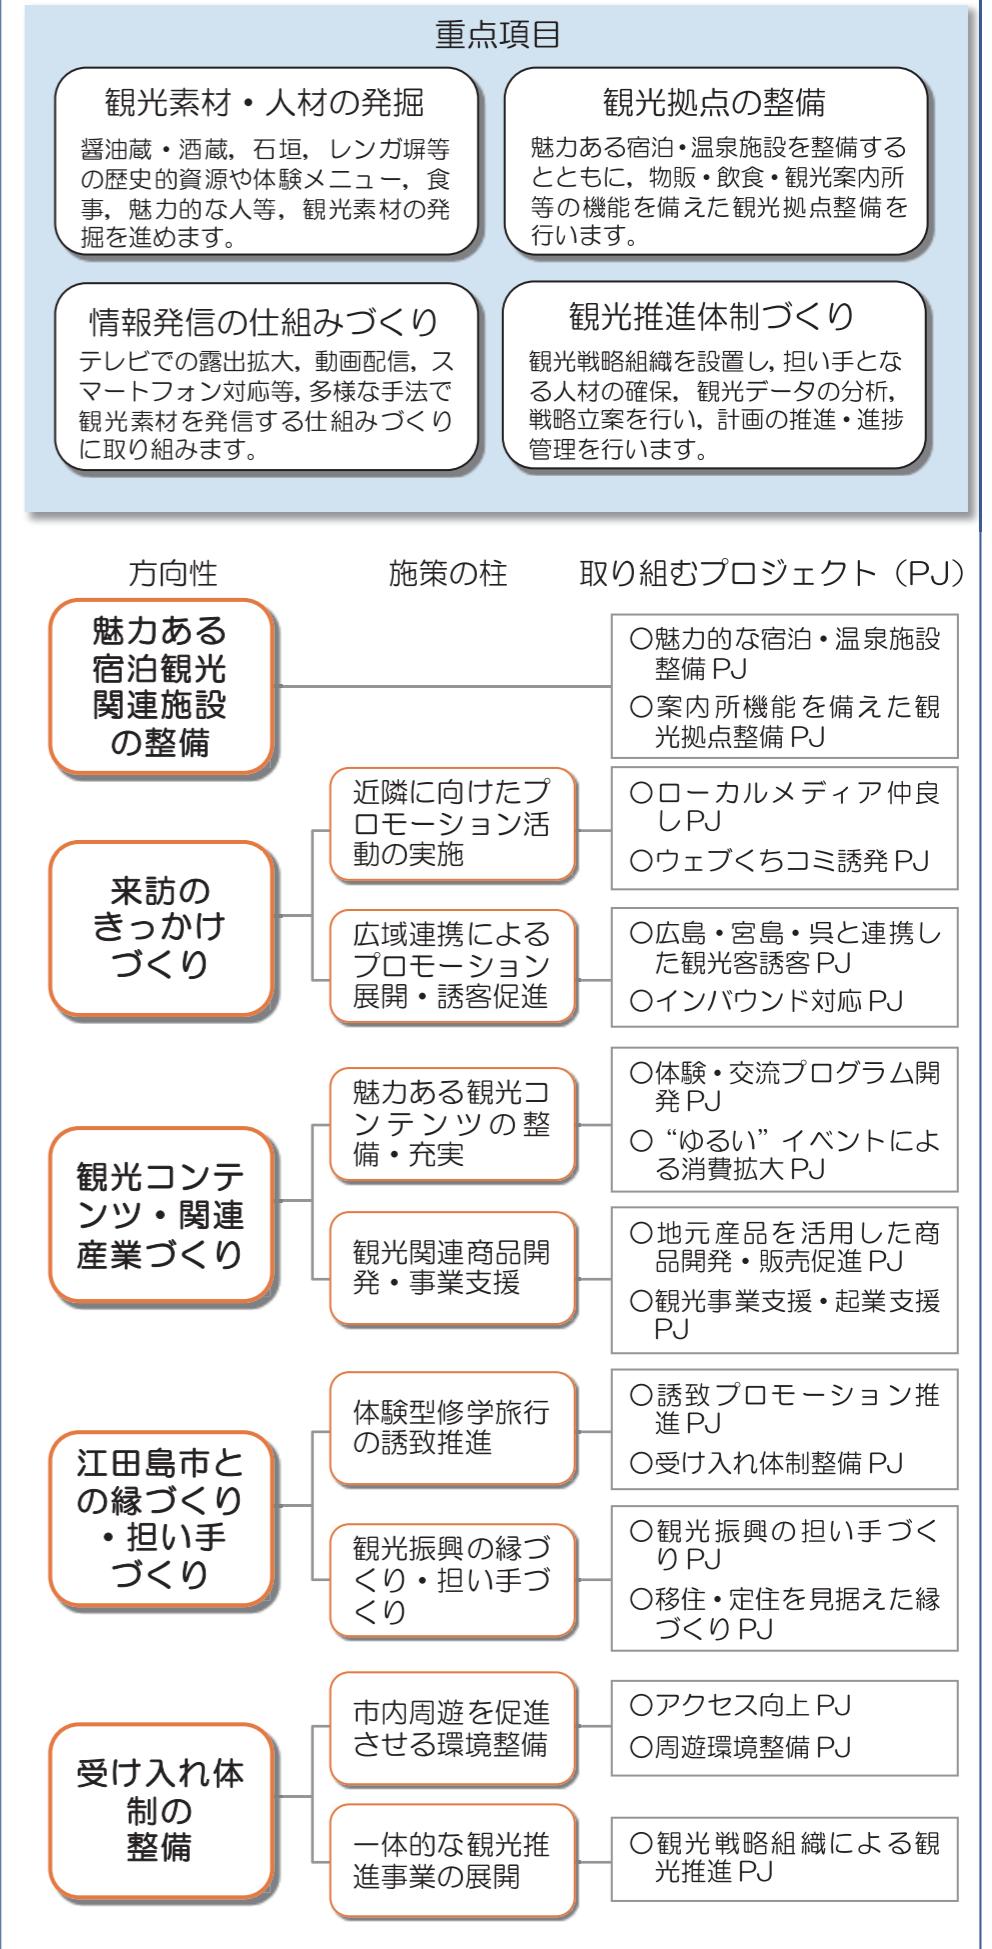 重点項目
観光素材・人材の発掘
醤油蔵・酒蔵，石垣，レンガ塀等
の歴史的資源や体験メニュー，食
事，魅力的な人等，観光素材の発
掘を進めます。
観光拠点の整備
魅力ある宿泊・温泉施設を整備する
とともに，物販・飲食・観光案内所
等の機能を備えた観光拠点整備を
行います。
情報発信の仕組みづくり
テレビでの露出拡大，動画配信，ス
マートフォン対応等，多様な手法で
観光素材を発信する仕組みづくり
に取り組みます。
観光推進体制づくり
観光戦略組織を設置し，担い手とな
る人材の確保，観光データの分析，
戦略立案を行い，計画の推進・進捗
管理を行います。
方向性
施策の柱
取り組むプロジェクト（PJ）
魅力ある
宿泊観光
関連施設
の整備
〇魅力的な宿泊・温泉施設
整備PJ
〇案内所機能を備えた観
光拠点整備PJ
来訪の
きっかけ
づくり
近隣に向けたプ
ロモーション活
動の実施
〇ローカルメディア仲良
しPJ
〇ウェブくちコミ誘発PJ
広域連携による
プロモーション
展開・誘客促進
〇広島・宮島・呉と連携し
た観光客誘客PJ
〇インバウンド対応PJ
観光コンテ
ンツ・関連
産業づくり
魅力ある観光コ
ンテンツの整
備・充実
〇体験・交流プログラム開
発PJ
〇“ゆるい”イベントによ
る消費拡大PJ
観光関連商品開
発・事業支援
〇地元産品を活用した商
品開発・販売促進PJ
〇観光事業支援・起業支援
PJ
江田島市と
の縁づくり
・担い手
づくり
体験型修学旅行
の誘致推進
〇誘致プロモーション推
進PJ
〇受け入れ体制整備PJ
観光振興の縁づ
くり・担い手づ
くり
〇観光振興の担い手づく
りPJ
〇移住・定住を見据えた縁
づくりPJ
受け入れ体
制の
整備
市内周遊を促進
させる環境整備
〇アクセス向上PJ
〇周遊環境整備PJ
一体的な観光推
進事業の展開
〇観光戦略組織による観
光推進PJ